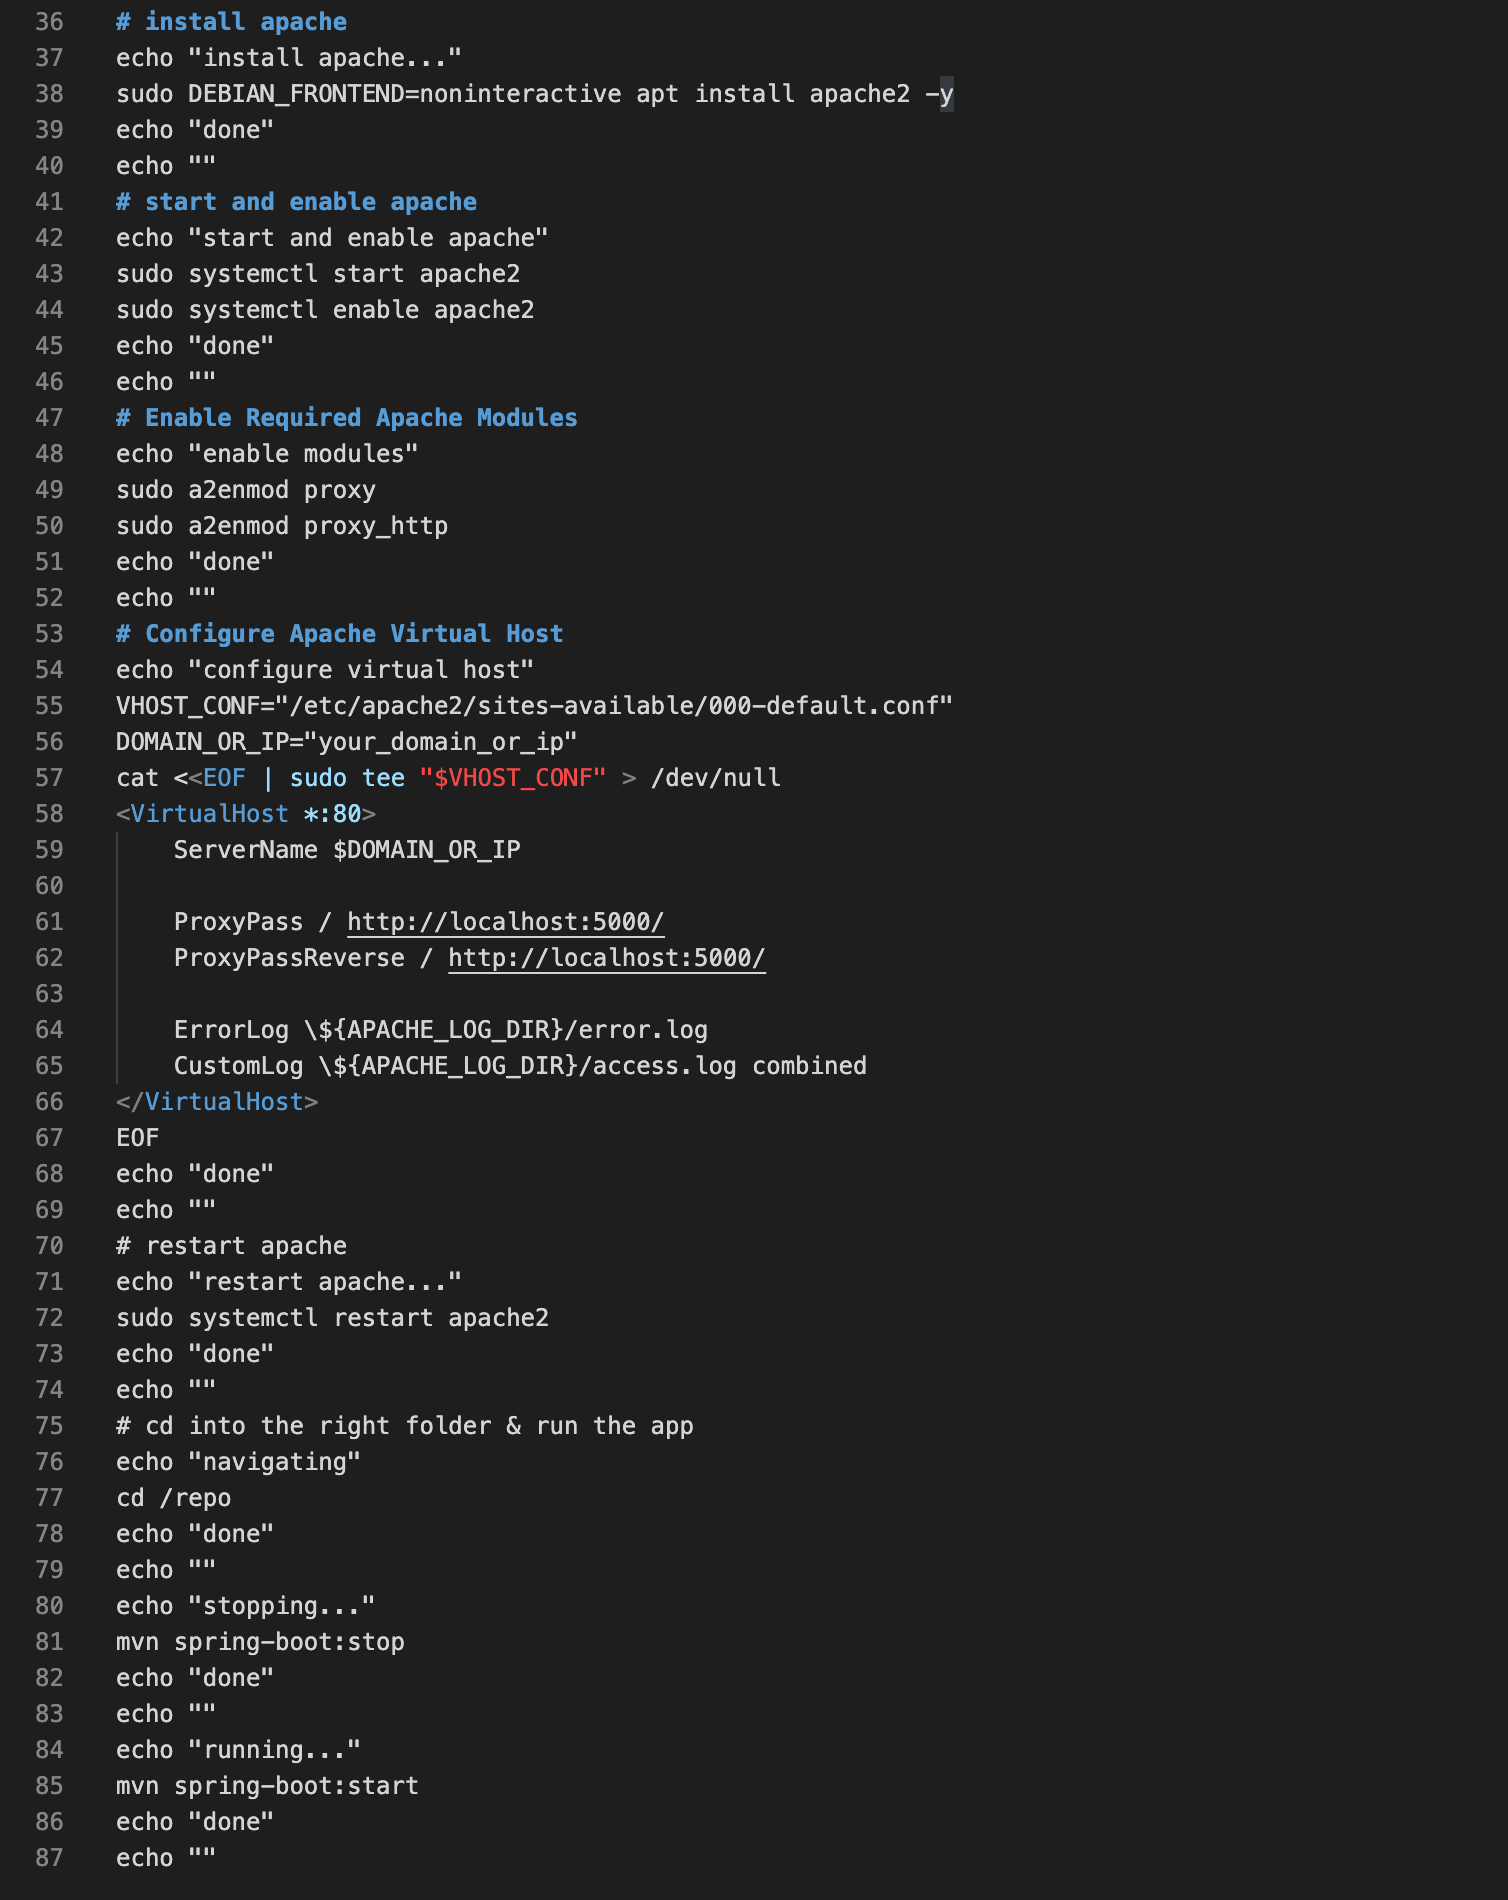 36 # install apache
37 echo "install apache..."
38 sudo DEBIAN_FRONTEND=noninteractive apt install apache2 -y
39 echo "done"
40 echo ""
41 # start and enable apache
42 echo "start and enable apache"
43 sudo systemctl start apache2
44 sudo systemctl enable apache2
45 echo "done"
46 echo ""
47 # Enable Required Apache Modules
48 echo "enable modules"
49 sudo a2enmod proxy
50 sudo a2enmod proxy_http
51 echo "done"
52 echo ""
53 # Configure Apache Virtual Host
54 echo "configure virtual host"
55 VHOST_CONF="/etc/apache2/sites-available/000-default.conf"
56 DOMAIN_OR_IP="your_domain_or_ip"
57 cat <<EOF | sudo tee "$VHOST_CONF" > /dev/null
58 <VirtualHost *:80>
59     ServerName $DOMAIN_OR_IP
60
61     ProxyPass / http://localhost:5000/
62     ProxyPassReverse / http://localhost:5000/
63
64     ErrorLog \${APACHE_LOG_DIR}/error.log
65     CustomLog \${APACHE_LOG_DIR}/access.log combined
66 </VirtualHost>
67 EOF
68 echo "done"
69 echo ""
70 # restart apache
71 echo "restart apache..."
72 sudo systemctl restart apache2
73 echo "done"
74 echo ""
75 # cd into the right folder & run the app
76 echo "navigating"
77 cd /repo
78 echo "done"
79 echo ""
80 echo "stopping..."
81 mvn spring-boot:stop
82 echo "done"
83 echo ""
84 echo "running..."
85 mvn spring-boot:start
86 echo "done"
87 echo ""